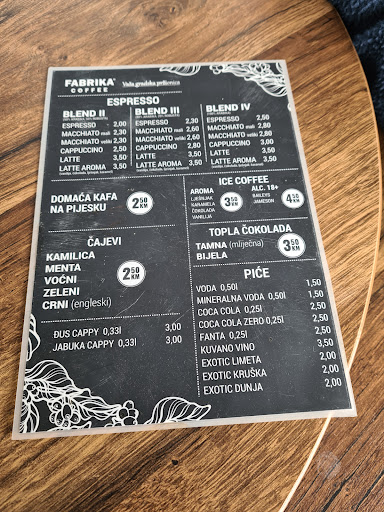 FABRIKA
COFFEE
Vaša gradska pržionica
ESPRESSO
BLEND II
ESPRESSO 2,00
MACCHIATO mali 2,30
MACCHIATO veliki 2,30
CAPPUCCINO 2,50
LATTE 3,00
LATTE AROMA 3,50
BLEND III
ESPRESSO 2,30
MACCHIATO mali 2,60
MACCHIATO veliki 2,60
CAPPUCCINO 2,80
LATTE 3,50
LATTE AROMA 3,50
BLEND IV
ESPRESSO 2,50
MACCHIATO mali 2,80
MACCHIATO veliki 2,80
CAPPUCCINO 3,00
LATTE 3,50
LATTE AROMA 3,50
DOMAĆA KAFA
NA PIJESKU
2,50 KM
ICE COFFEE
AROMA
LJEŠNJAK
KARAMELA
ČOKOLADA
VANILIJA
3,50 KM
ALC. 18+
BAILEYS
JAMESON
4,50 KM
ČAJEVI
KAMILICA
MENTA
VOĆNI
ZELENI
CRNI (engleski)
2,50 KM
TOPLA ČOKOLADA
TAMNA (mliječna)
BIJELA
3,50 KM
PIĆE
VODA 0,50l 1,50
MINERALNA VODA 0,50l 1,50
COCA COLA 0,25l 2,50
COCA COLA ZERO 0,25l 2,50
FANTA 0,25l 2,50
KUVANO VINO 3,50
EXOTIC LIMETA 2,00
EXOTIC KRUŠKA 2,00
EXOTIC DUNJA 2,00
ĐUS CAPPY 0,33l 3,00
JABUKA CAPPY 0,33l 3,00